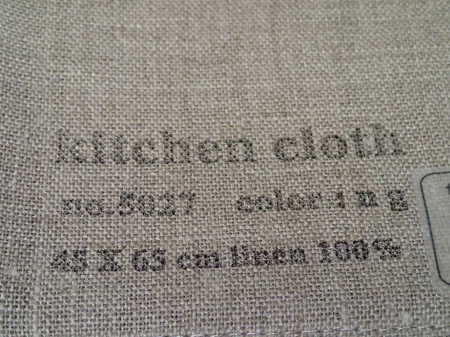 kitchen cloth
no.5027 color : n g
45 X 65 cm linen 100%